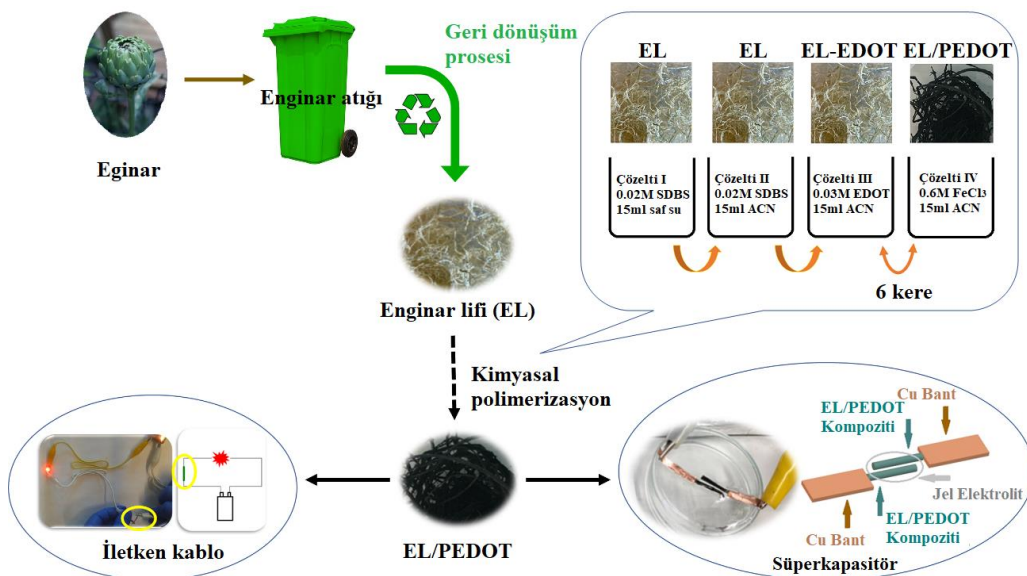 Eginar
Enginar atığı
Geri dönüşüm
prosesi
Enginar lifi (EL)
Kimyasal
polimerizasyon
EL
EL
EL-EDOT
EL/PEDOT
Çözelti I
0.02M SDBS
15ml saf su
Çözelti II
0.02M SDBS
15ml ACN
Çözelti III
0.03M EDOT
15ml ACN
Çözelti IV
0.6M FeCl₃
15ml ACN
6 kere
İletken kablo
EL/PEDOT
Cu Bant
EL/PEDOT
Kompoziti
Jel Elektrolit
EL/PEDOT
Kompoziti
Cu Bant
Süperkapasitör